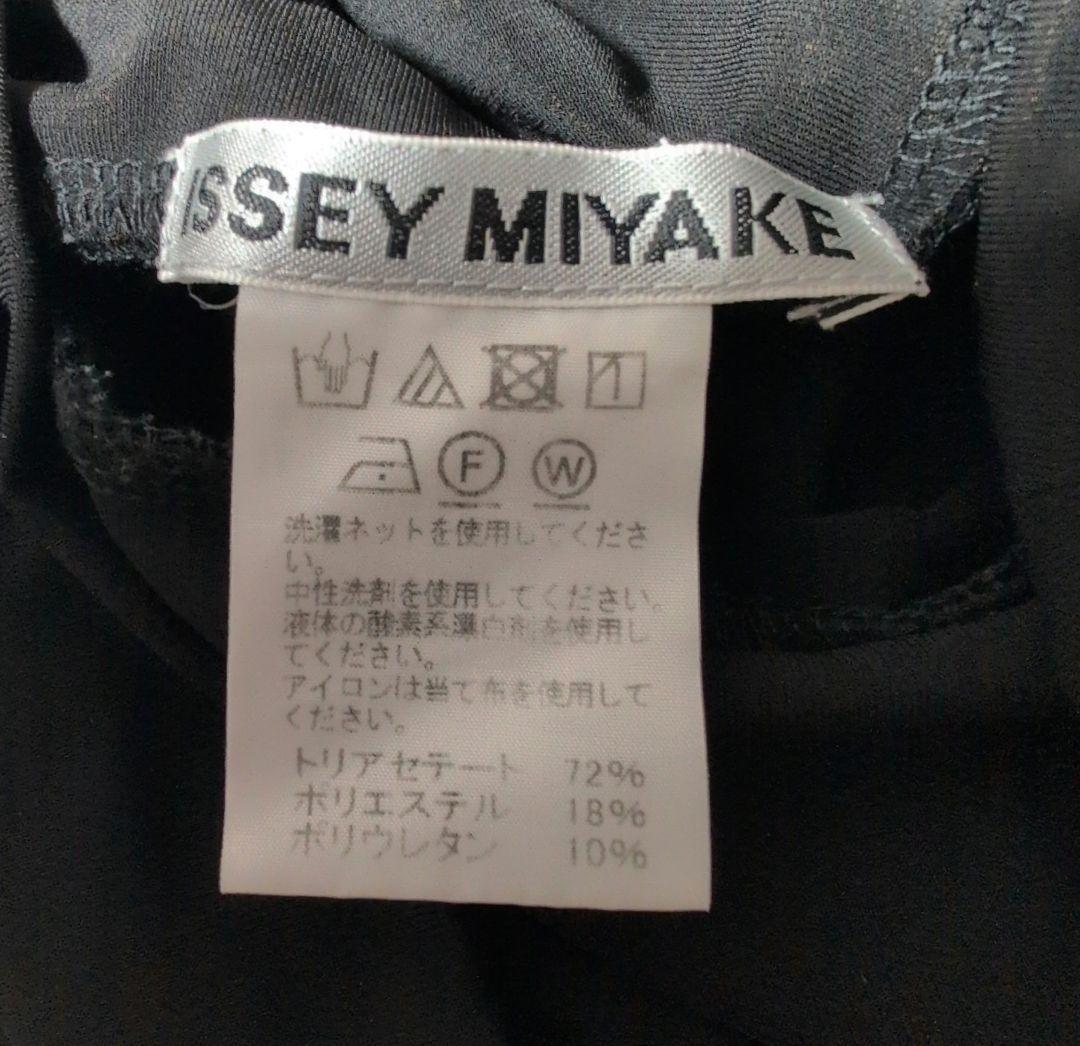 ISSEY MIYAKE
F W
洗濯ネットを使用してくださ
い。
中性洗剤を使用してください。
液体の酸素系漂白剤を使用し
てください。
アイロンは当て布を使用して
ください。
トリアセテート 72%
ポリエステル 18%
ポリウレタン 10%